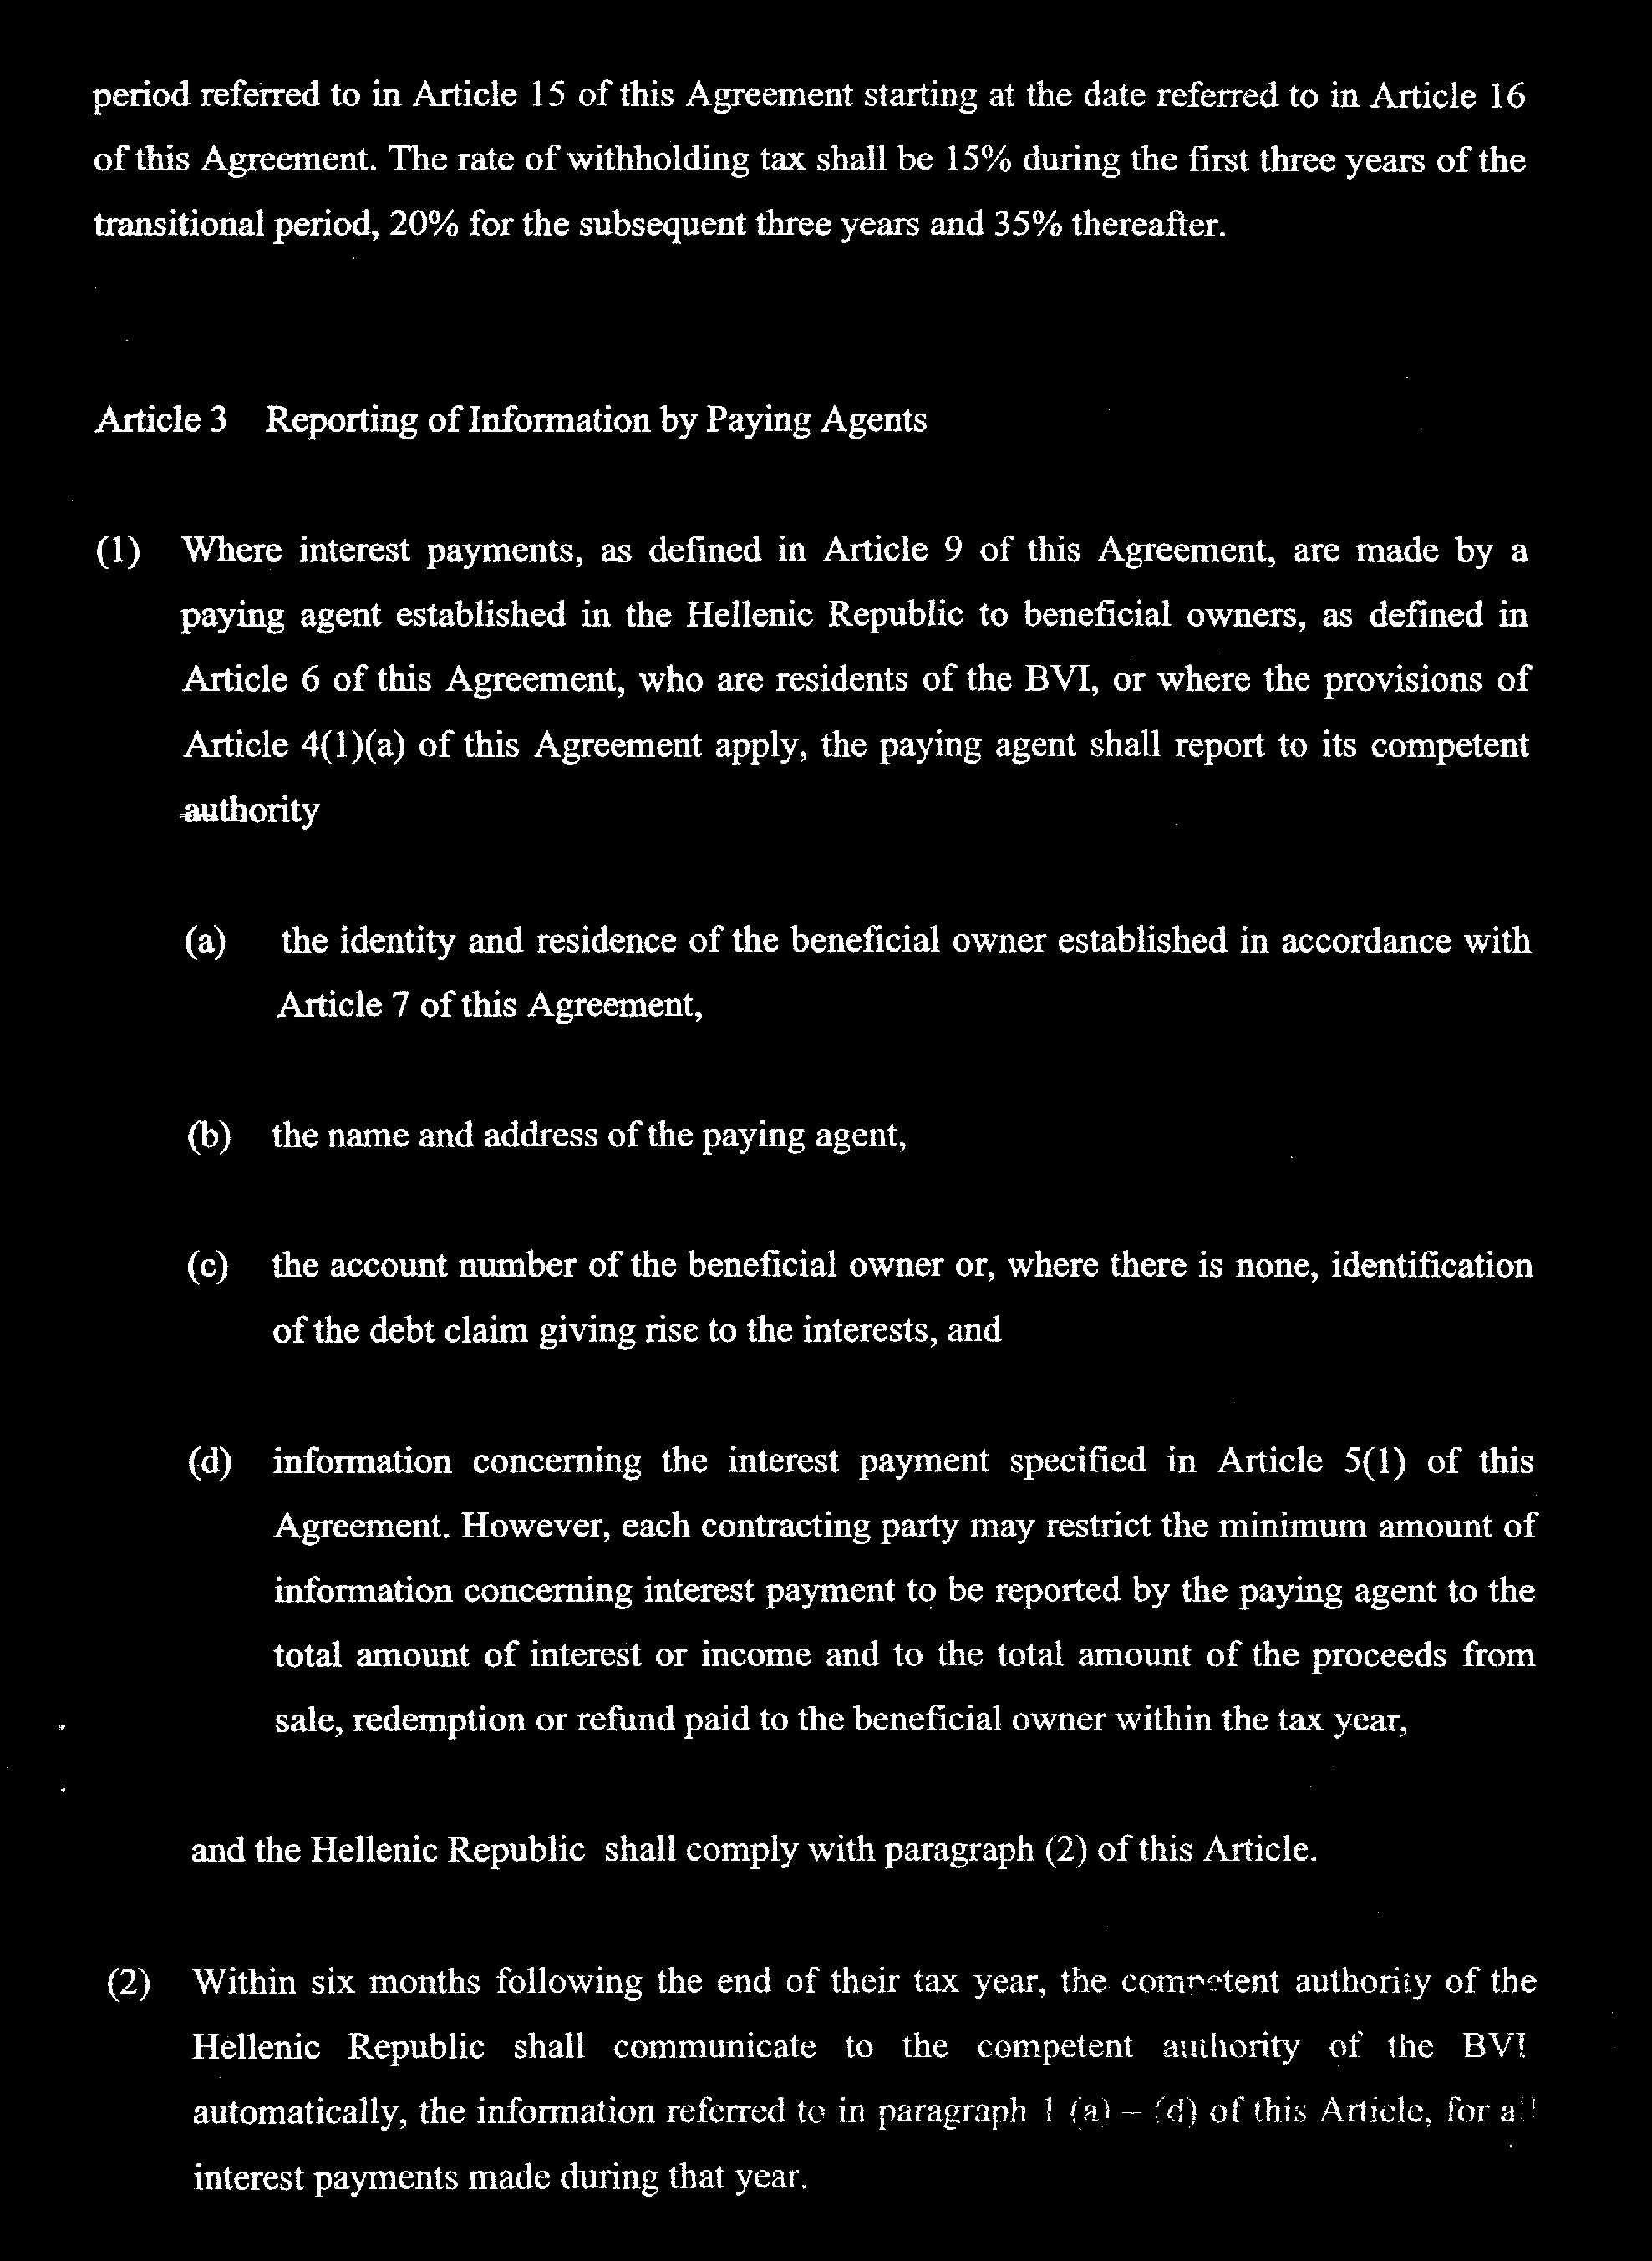 period referred to in Article 15 of this Agreement starting at the date referred to in Article 16
of this Agreement. The rate of withholding tax shall be 15% during the first three years of the
transitional period, 20% for the subsequent three years and 35% thereafter.
Article 3 Reporting of Information by Paying Agents
(1) Where interest payments, as defined in Article 9 of this Agreement, are made by a
paying agent established in the Hellenic Republic to beneficial owners, as defined in
Article 6 of this Agreement, who are residents of the BVI, or where the provisions of
Article 4(1)(a) of this Agreement apply, the paying agent shall report to its competent
authority
(a) the identity and residence of the beneficial owner established in accordance with
Article 7 of this Agreement,
(b) the name and address of the paying agent,
(c) the account number of the beneficial owner or, where there is none, identification
of the debt claim giving rise to the interests, and
(d) information concerning the interest payment specified in Article 5(1) of this
Agreement. However, each contracting party may restrict the minimum amount of
information concerning interest payment to be reported by the paying agent to the
total amount of interest or income and to the total amount of the proceeds from
sale, redemption or refund paid to the beneficial owner within the tax year,
and the Hellenic Republic shall comply with paragraph (2) of this Article.
(2) Within six months following the end of their tax year, the competent authority of the
Hellenic Republic shall communicate to the competent authority of the BVI
automatically, the information referred to in paragraph 1 (a) – (d) of this Article, for all
interest payments made during that year.